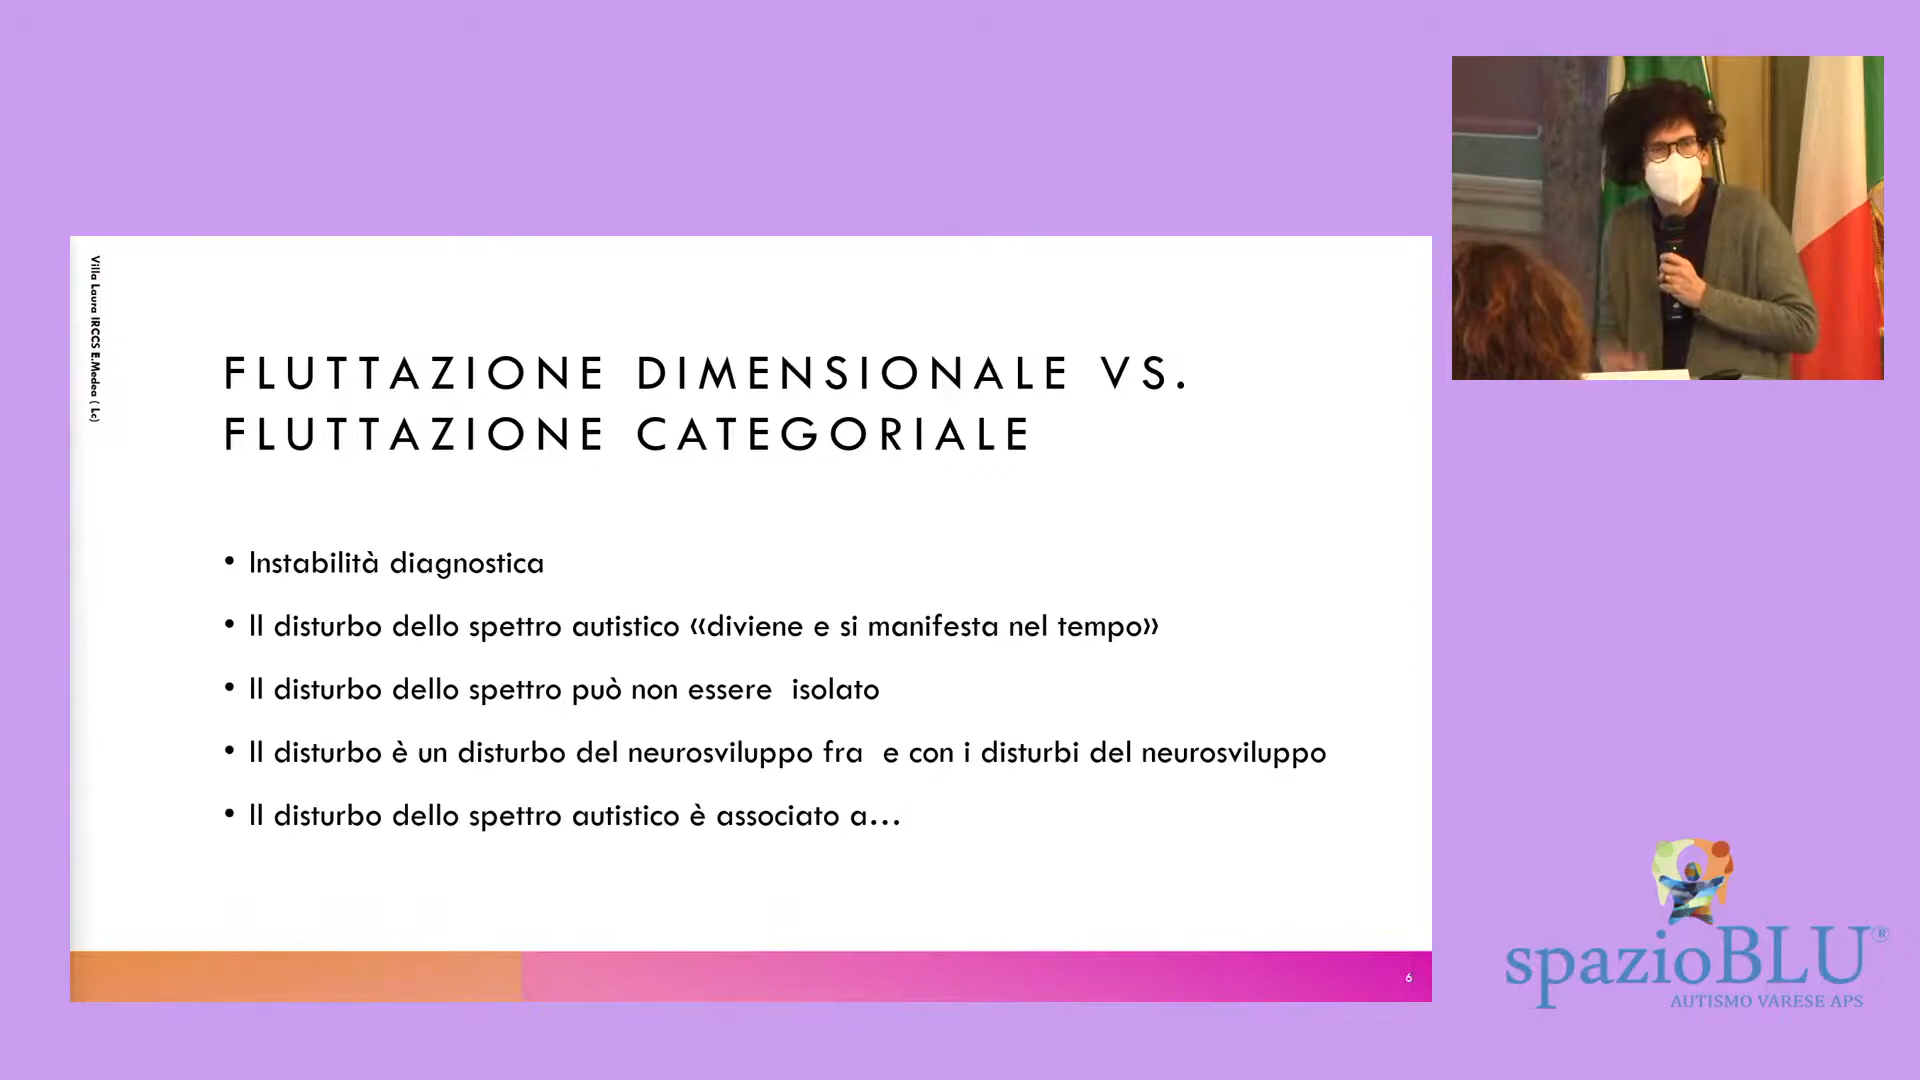 Villa Laura IRCCS E.Medea ( Lc)
FLUTTAZIONE DIMENSIONALE VS.
FLUTTAZIONE CATEGORIALE
• Instabilità diagnostica
• Il disturbo dello spettro autistico «diviene e si manifesta nel tempo»
• Il disturbo dello spettro può non essere  isolato
• Il disturbo è un disturbo del neurosviluppo fra  e con i disturbi del neurosviluppo
• Il disturbo dello spettro autistico è associato a…
6
spazioBLU®
AUTISMO VARESE APS